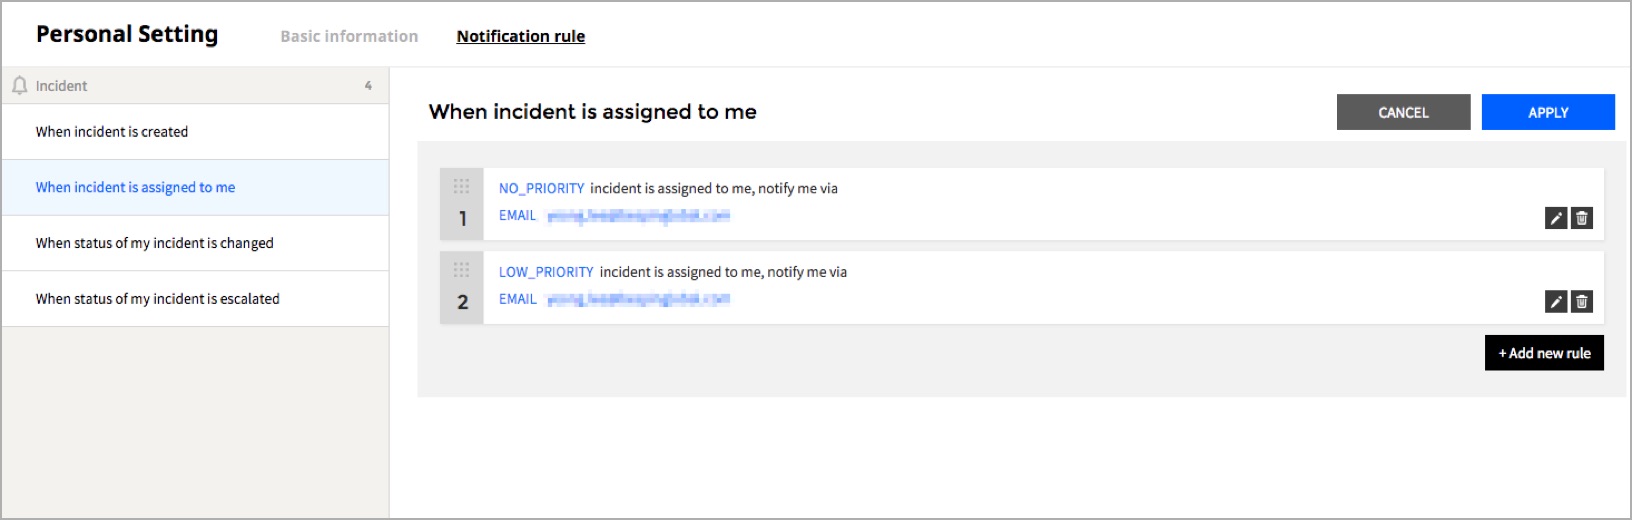 Personal Setting Basic information Notification rule
Incident 4
When incident is created
When incident is assigned to me
When status of my incident is changed
When status of my incident is escalated
When incident is assigned to me CANCEL APPLY
1 NO_PRIORITY incident is assigned to me, notify me via
EMAIL
2 LOW_PRIORITY incident is assigned to me, notify me via
EMAIL
+ Add new rule